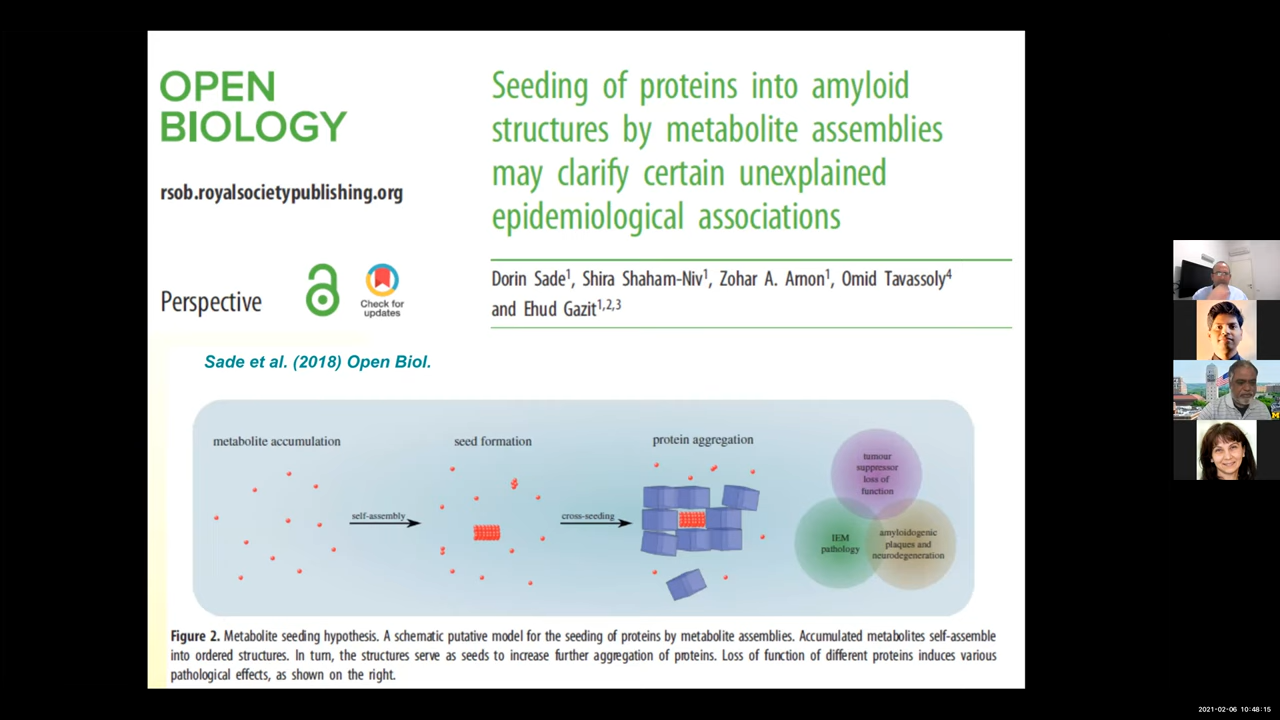 OPEN
BIOLOGY
rsob.royalsocietypublishing.org
Perspective
Check for
updates
Seeding of proteins into amyloid
structures by metabolite assemblies
may clarify certain unexplained
epidemiological associations
Dorin Sade1, Shira Shaham-Niv1, Zohar A. Arnon1, Omid Tavassoly4
and Ehud Gazit1,2,3
Sade et al. (2018) Open Biol.
metabolite accumulation
self-assembly
seed formation
cross-seeding
protein aggregation
tumour
suppressor
loss of
function
IEM
pathology
amyloidogenic
plaques and
neurodegeneration
Figure 2. Metabolite seeding hypothesis. A schematic putative model for the seeding of proteins by metabolite assemblies. Accumulated metabolites self-assemble
into ordered structures. In turn, the structures serve as seeds to increase further aggregation of proteins. Loss of function of different proteins induces various
pathological effects, as shown on the right.
M
2021-02-06 10:48:15